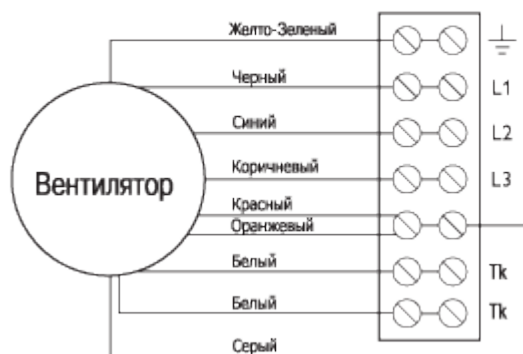 Желто-Зеленый
Черный L1
Синий L2
Коричневый L3
Вентилятор
Красный
Оранжевый
Белый Tk
Белый Tk
Серый